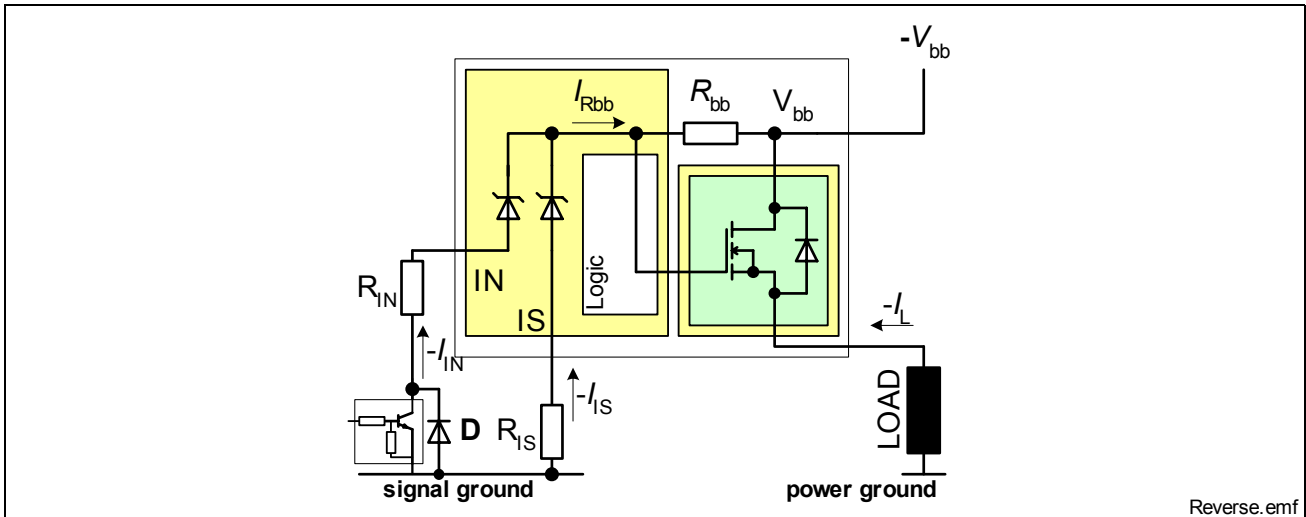 -Vbb
IRbb
Rbb
Vbb
Logic
RIN
IN
IS
-IL
-IIN
-IIS
D
RIS
LOAD
signal ground
power ground
Reverse.emf